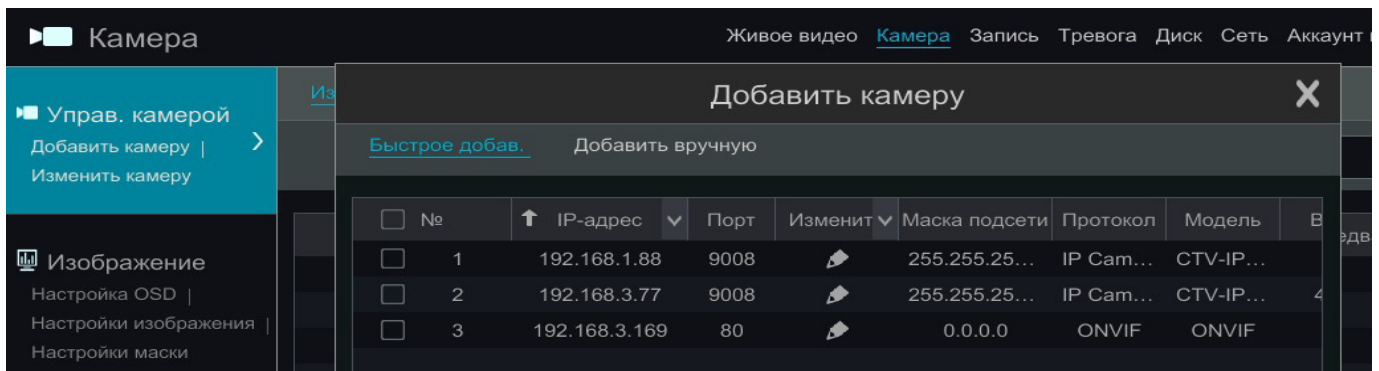 Камера
Живое видео Камера Запись Тревога Диск Сеть Аккаунт
Управ. камерой
Добавить камеру |
Изменить камеру
Изображение
Настройка OSD |
Настройки изображения |
Настройки маски
Добавить камеру
Быстрое добав. Добавить вручную
№ IP-адрес Порт Изменит Маска подсети Протокол Модель
1 192.168.1.88 9008 255.255.25... IP Cam... CTV-IP...
2 192.168.3.77 9008 255.255.25... IP Cam... CTV-IP...
3 192.168.3.169 80 0.0.0.0 ONVIF ONVIF